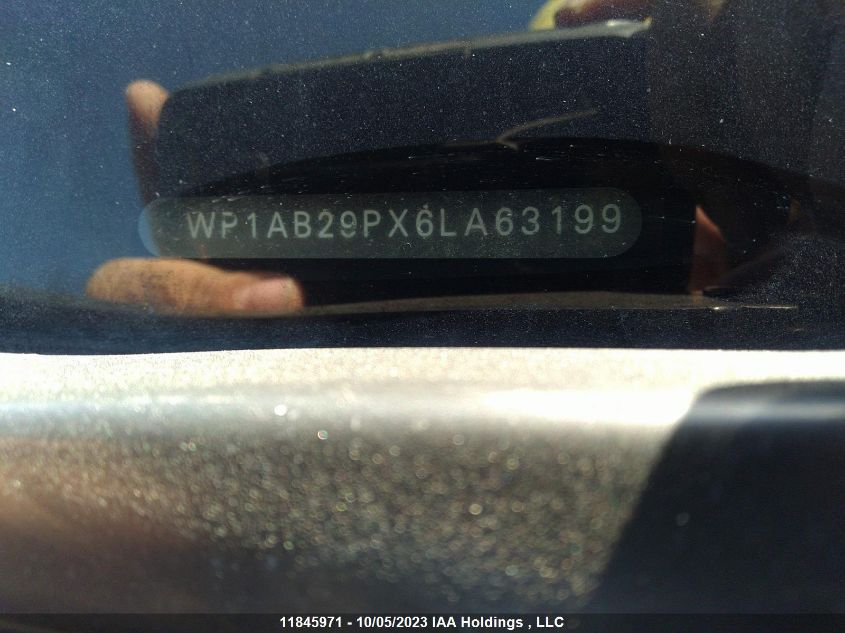 WP1AB29PX6LA63199
11845971 - 10/05/2023 IAA Holdings , LLC